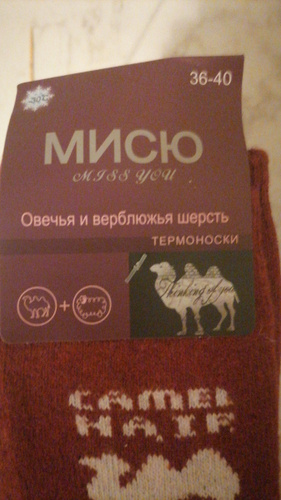 36-40
-30°C
МИСЮ
MISS YOU
Овечья и верблюжья шерсть
ТЕРМОНОСКИ
Thinking of you
CAMEL
HAIR